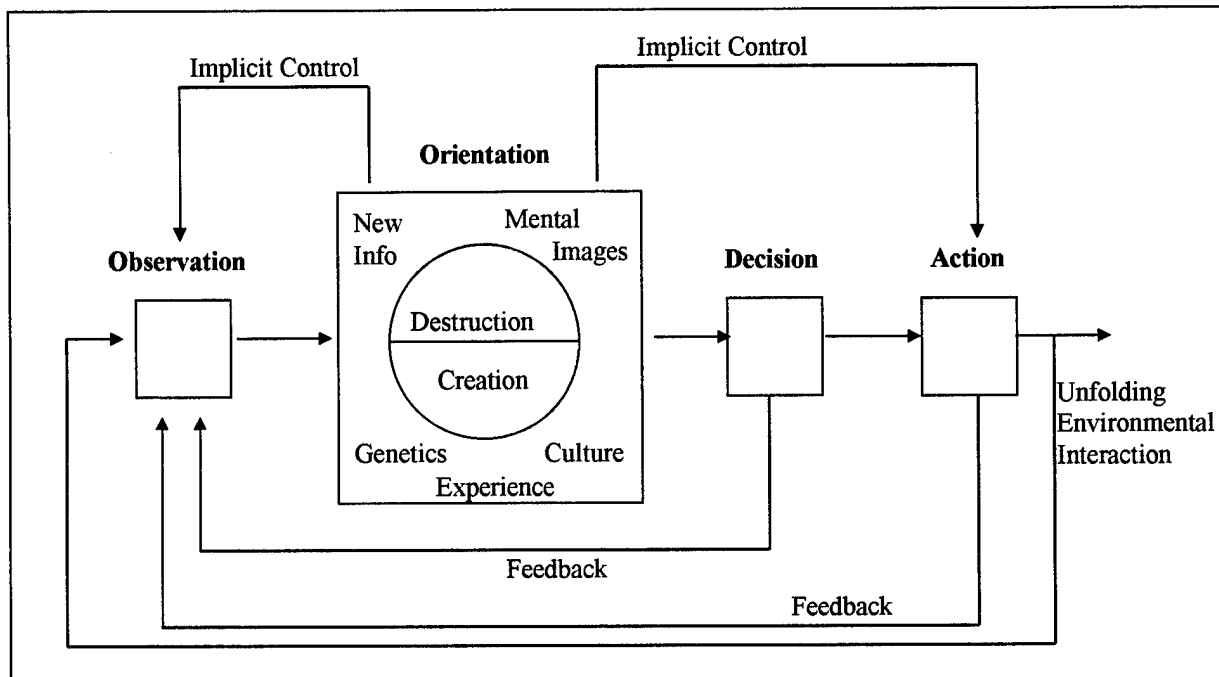 Implicit Control
Implicit Control
Orientation
New
Info
Mental
Images
Observation
Decision
Action
Destruction
Creation
Genetics
Culture
Experience
Unfolding
Environmental
Interaction
Feedback
Feedback